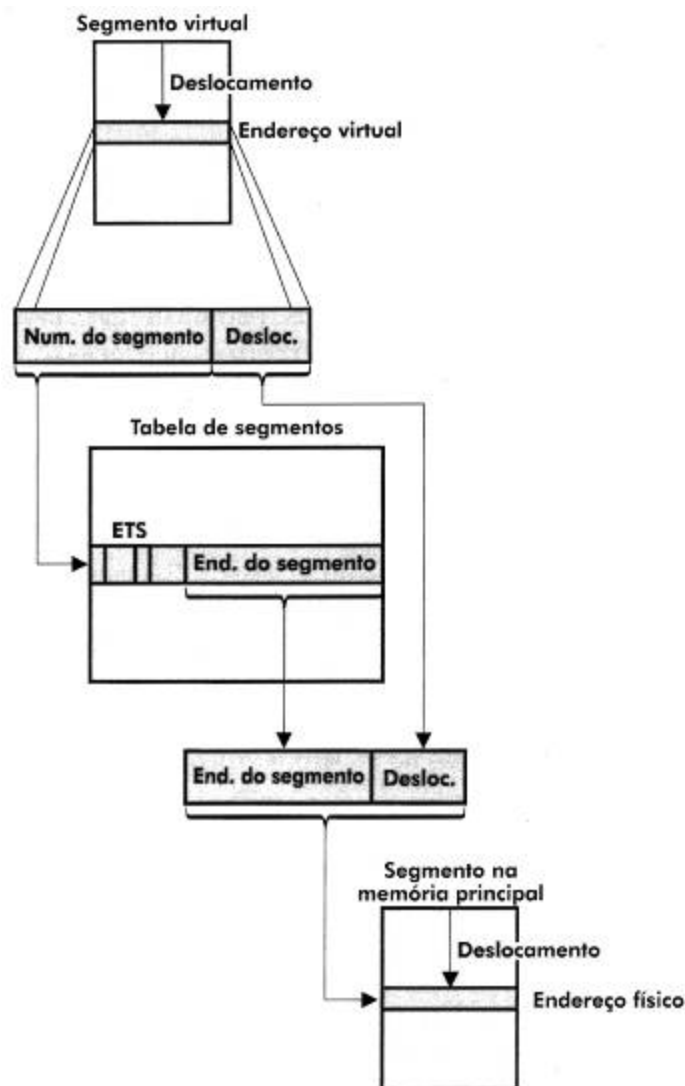 Segmento virtual
Deslocamento
Endereço virtual
Num. do segmento
Desloc.
Tabela de segmentos
ETS
End. do segmento
End. do segmento
Desloc.
Segmento na
memória principal
Deslocamento
Endereço físico